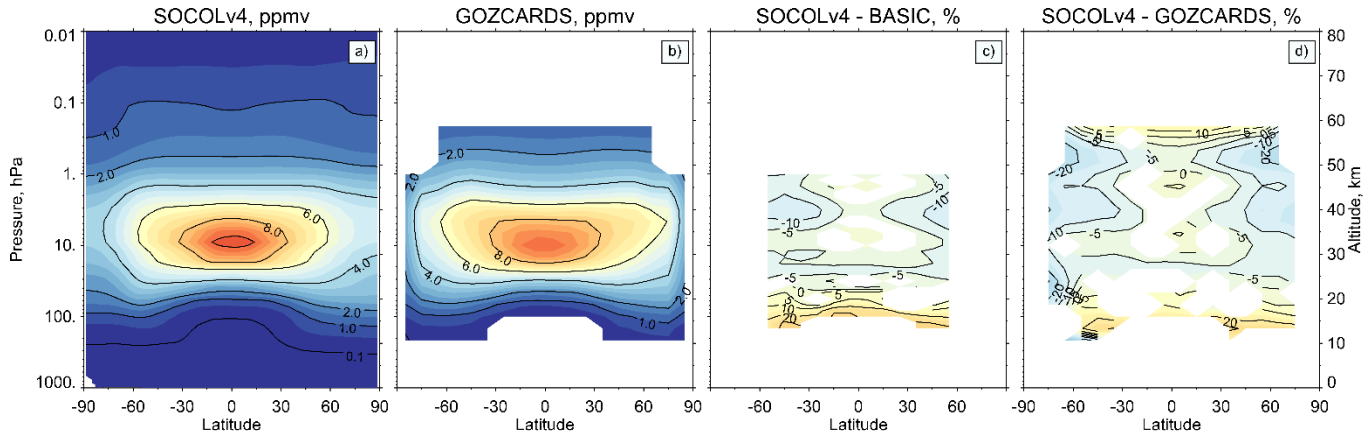 SOCOLv4, ppmv
GOZCARDS, ppmv
SOCOLv4 - BASIC, %
SOCOLv4 - GOZCARDS, %
a)
b)
c)
d)
Pressure, hPa
0.01
0.1
1.
10.
100.
1000.
1.0
2.0
6.0
8.0
4.0
2.0
1.0
0.1
2.0
2.0
6.0
8.0
4.0
2.0
1.0
-5
-10
-10
-5
-5
-5
-5
0
-5
20
-5
10
-5
-20
-20
-5
-5
0
-10
-5
-5
20
80
70
60
50
40
30
20
10
0
Altitude, km
-90 -60 -30 0 30 60 90
-90 -60 -30 0 30 60 90
-90 -60 -30 0 30 60 90
-90 -60 -30 0 30 60 90
Latitude
Latitude
Latitude
Latitude